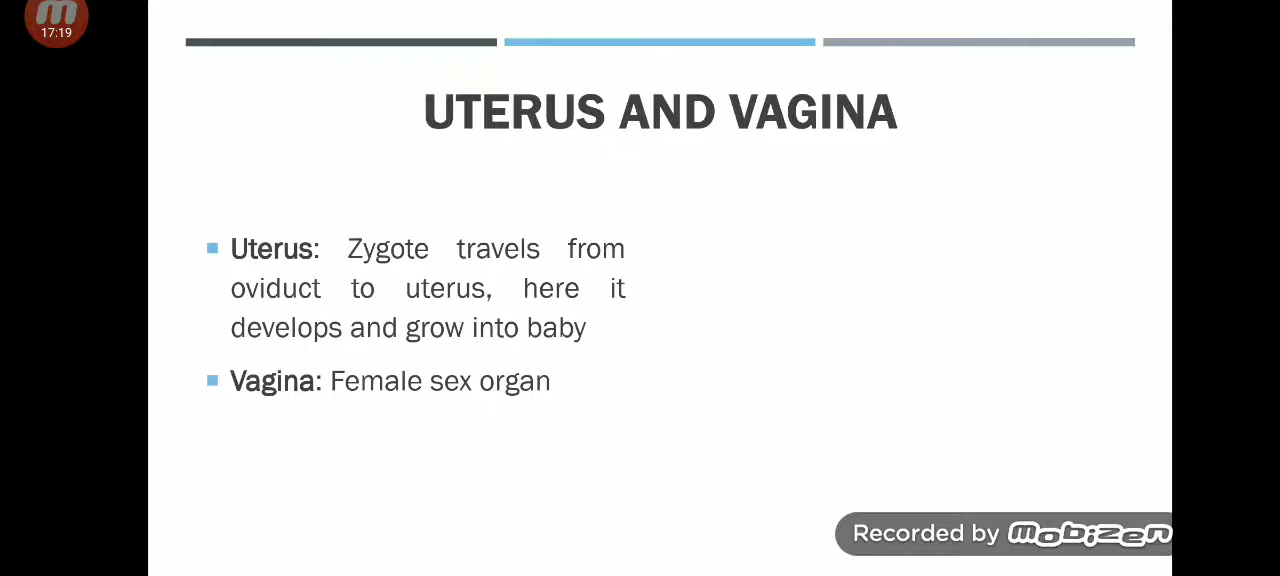 17:19
UTERUS AND VAGINA
Uterus: Zygote travels from
oviduct to uterus, here it
develops and grow into baby
Vagina: Female sex organ
Recorded by mobizen